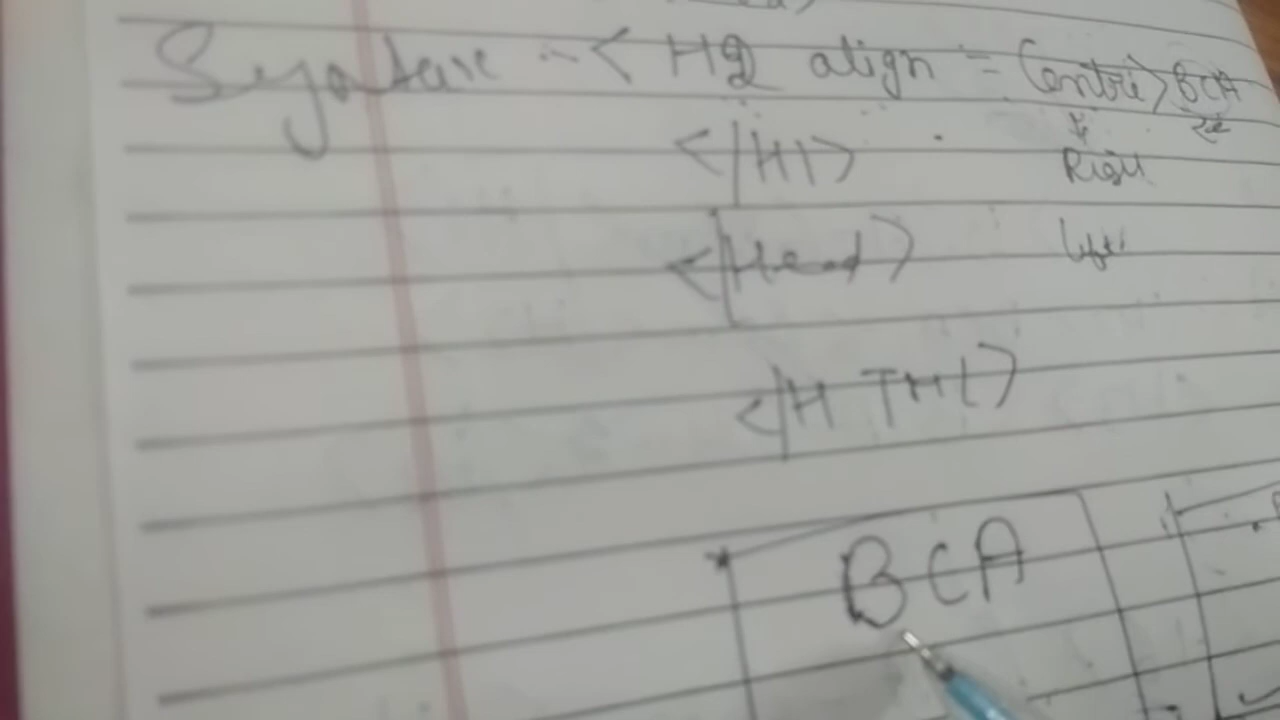 Syntax :- <H2 align = Centre>BCA
</H1>
Right
</Head>
left
</HTML>
BCA